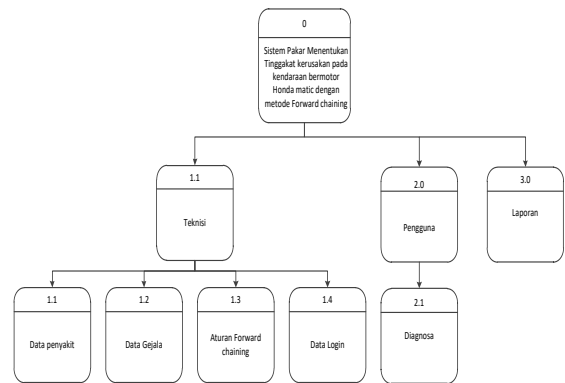 0
Sistem Pakar Menentukan
Tinggakat kerusakan pada
kendaraan bermotor
Honda matic dengan
metode Forward chaining
1.1
Teknisi
2.0
Pengguna
3.0
Laporan
1.1
Data penyakit
1.2
Data Gejala
1.3
Aturan Forward
chaining
1.4
Data Login
2.1
Diagnosa